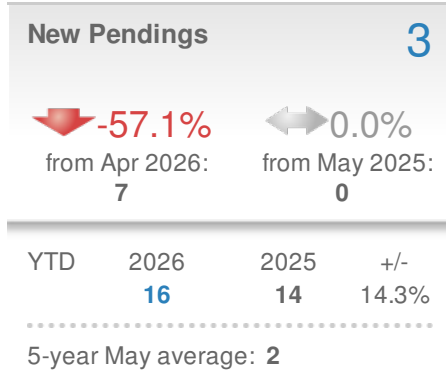 New Pendings 3
-57.1% 0.0%
from Apr 2026: from May 2025:
7 0
YTD 2026 2025 +/-
16 14 14.3%
5-year May average: 2